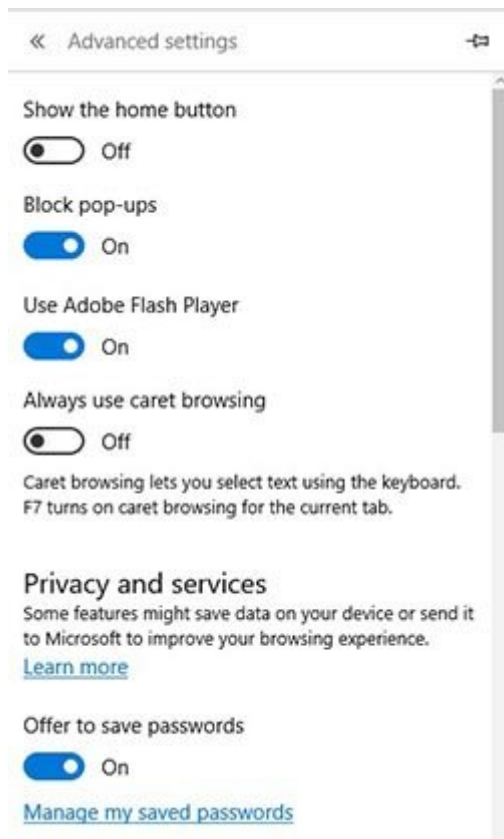 « Advanced settings
Show the home button
Off
Block pop-ups
On
Use Adobe Flash Player
On
Always use caret browsing
Off
Caret browsing lets you select text using the keyboard.
F7 turns on caret browsing for the current tab.
Privacy and services
Some features might save data on your device or send it
to Microsoft to improve your browsing experience.
Learn more
Offer to save passwords
On
Manage my saved passwords